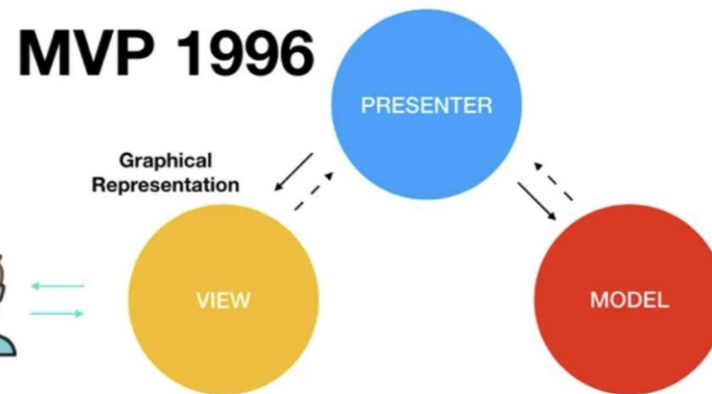 MVP 1996
PRESENTER
Graphical
Representation
VIEW
MODEL